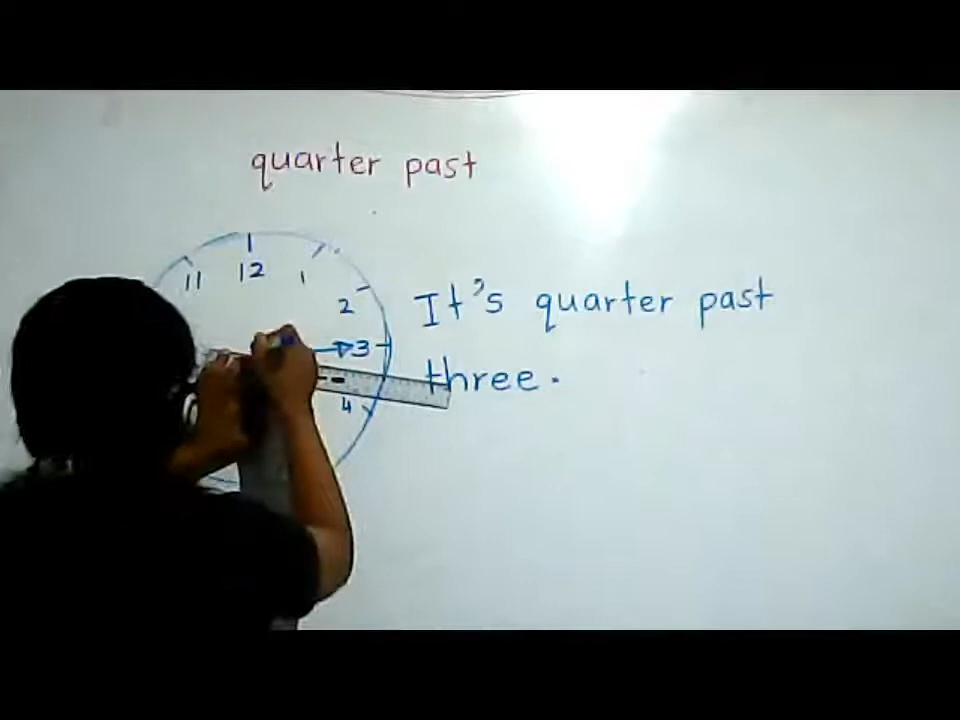 quarter past
11 12 1
2
3
4
It's quarter past
three.